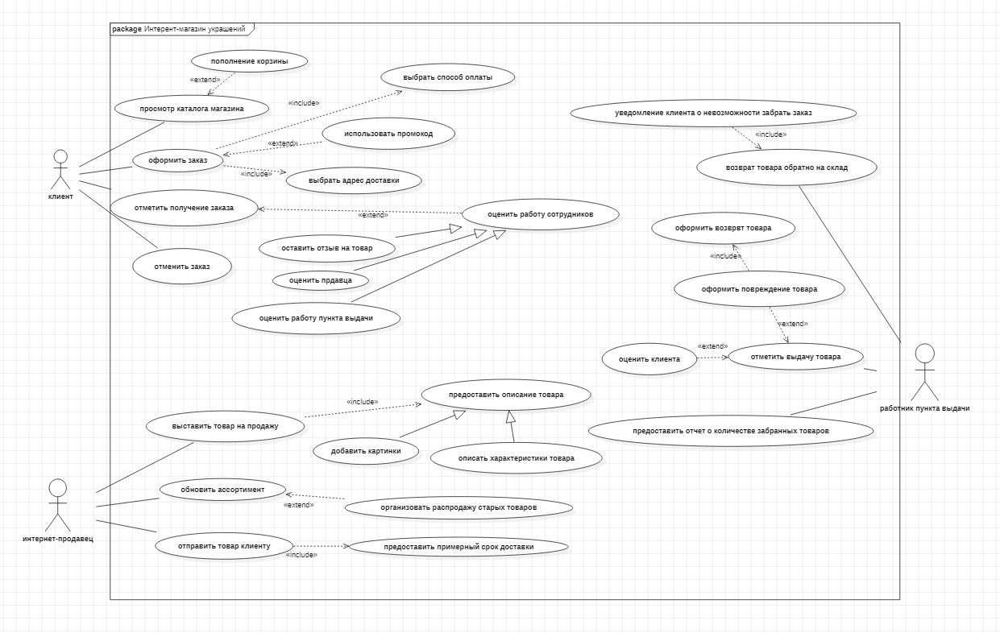 package Интерент-магазин украшений
пополнение корзины
«extend»
просмотр каталога магазина
выбрать способ оплаты
«include»
использовать промокод
«extend»
оформить заказ
«include»
выбрать адрес доставки
клиент
отметить получение заказа
«extend»
оценить работу сотрудников
оставить отзыв на товар
отменить заказ
оценить прдавца
оценить работу пункта выдачи
уведомление клиента о невозможности забрать заказ
«include»
возврат товара обратно на склад
оформить возврвт товара
«include»
оформить повреждение товара
«extend»
оценить клиента
«extend»
отметить выдачу товара
работник пункта выдачи
предоставить отчет о количестве забранных товаров
предоставить описание товара
«include»
выставить товар на продажу
добавить картинки
описать характеристики товара
обновить ассортимент
«extend»
организовать распродажу старых товаров
интернет-продавец
отправить товар клиенту
«include»
предоставить примерный срок доставки